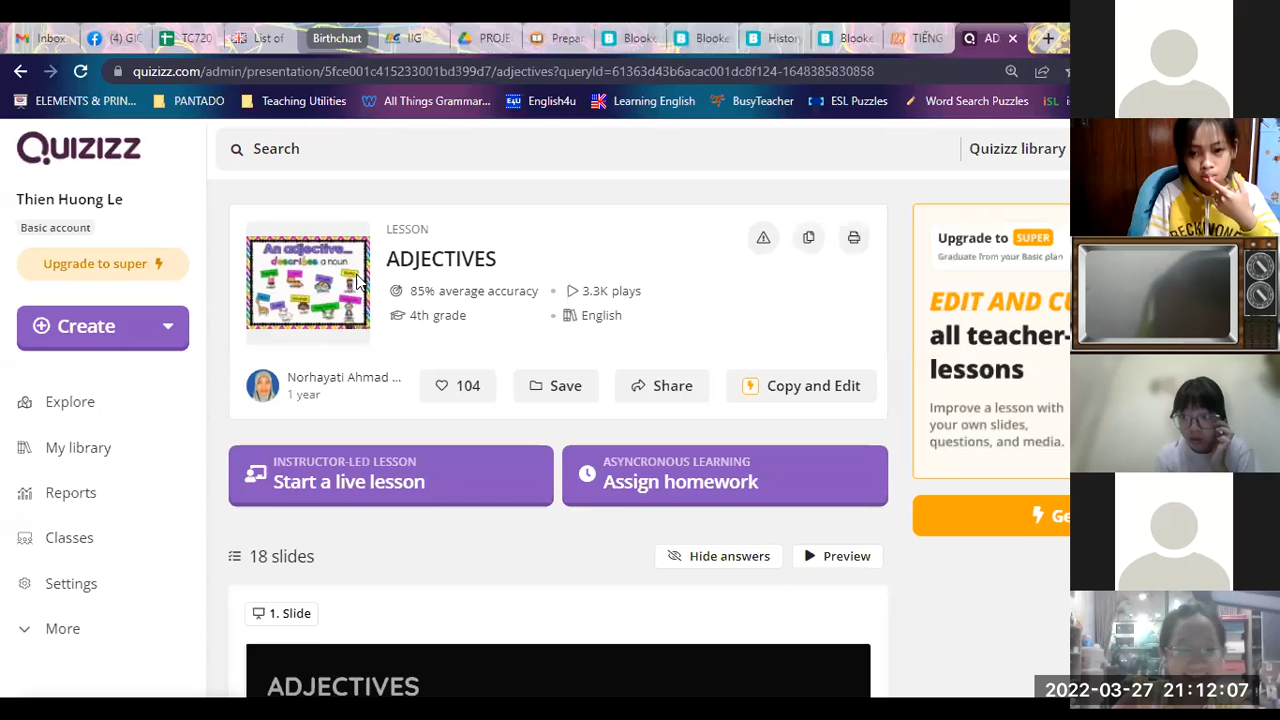 Inbox
(4) GIC
TC720
List of
Birthchart
IIG
PROJE
Prepar
Blooke
Blooke
Histor
Blooke
TIẾNG
AD
quizizz.com/admin/presentation/5fce001c415233001bd399d7/adjectives?queryId=61363d43b6acac001dc8f124-1648385830858
ELEMENTS & PRIN...
PANTADO
Teaching Utilities
All Things Grammar...
English4u
Learning English
BusyTeacher
ESL Puzzles
Word Search Puzzles
iSL
QUIZIZZ
Search
Quizizz library
Thien Huong Le
Basic account
Upgrade to super
Create
Explore
My library
Reports
Classes
Settings
More
An adjective...
describes a noun
LESSON
ADJECTIVES
85% average accuracy
3.3K plays
4th grade
English
Norhayati Ahmad ...
1 year
104
Save
Share
Copy and Edit
INSTRUCTOR-LED LESSON
Start a live lesson
ASYNCRONOUS LEARNING
Assign homework
18 slides
Hide answers
Preview
1. Slide
ADJECTIVES
Upgrade to SUPER
Graduate from your Basic plan
EDIT AND CU
all teacher-
lessons
Improve a lesson with
your own slides,
questions, and media.
Ge
2022-03-27 21:12:07